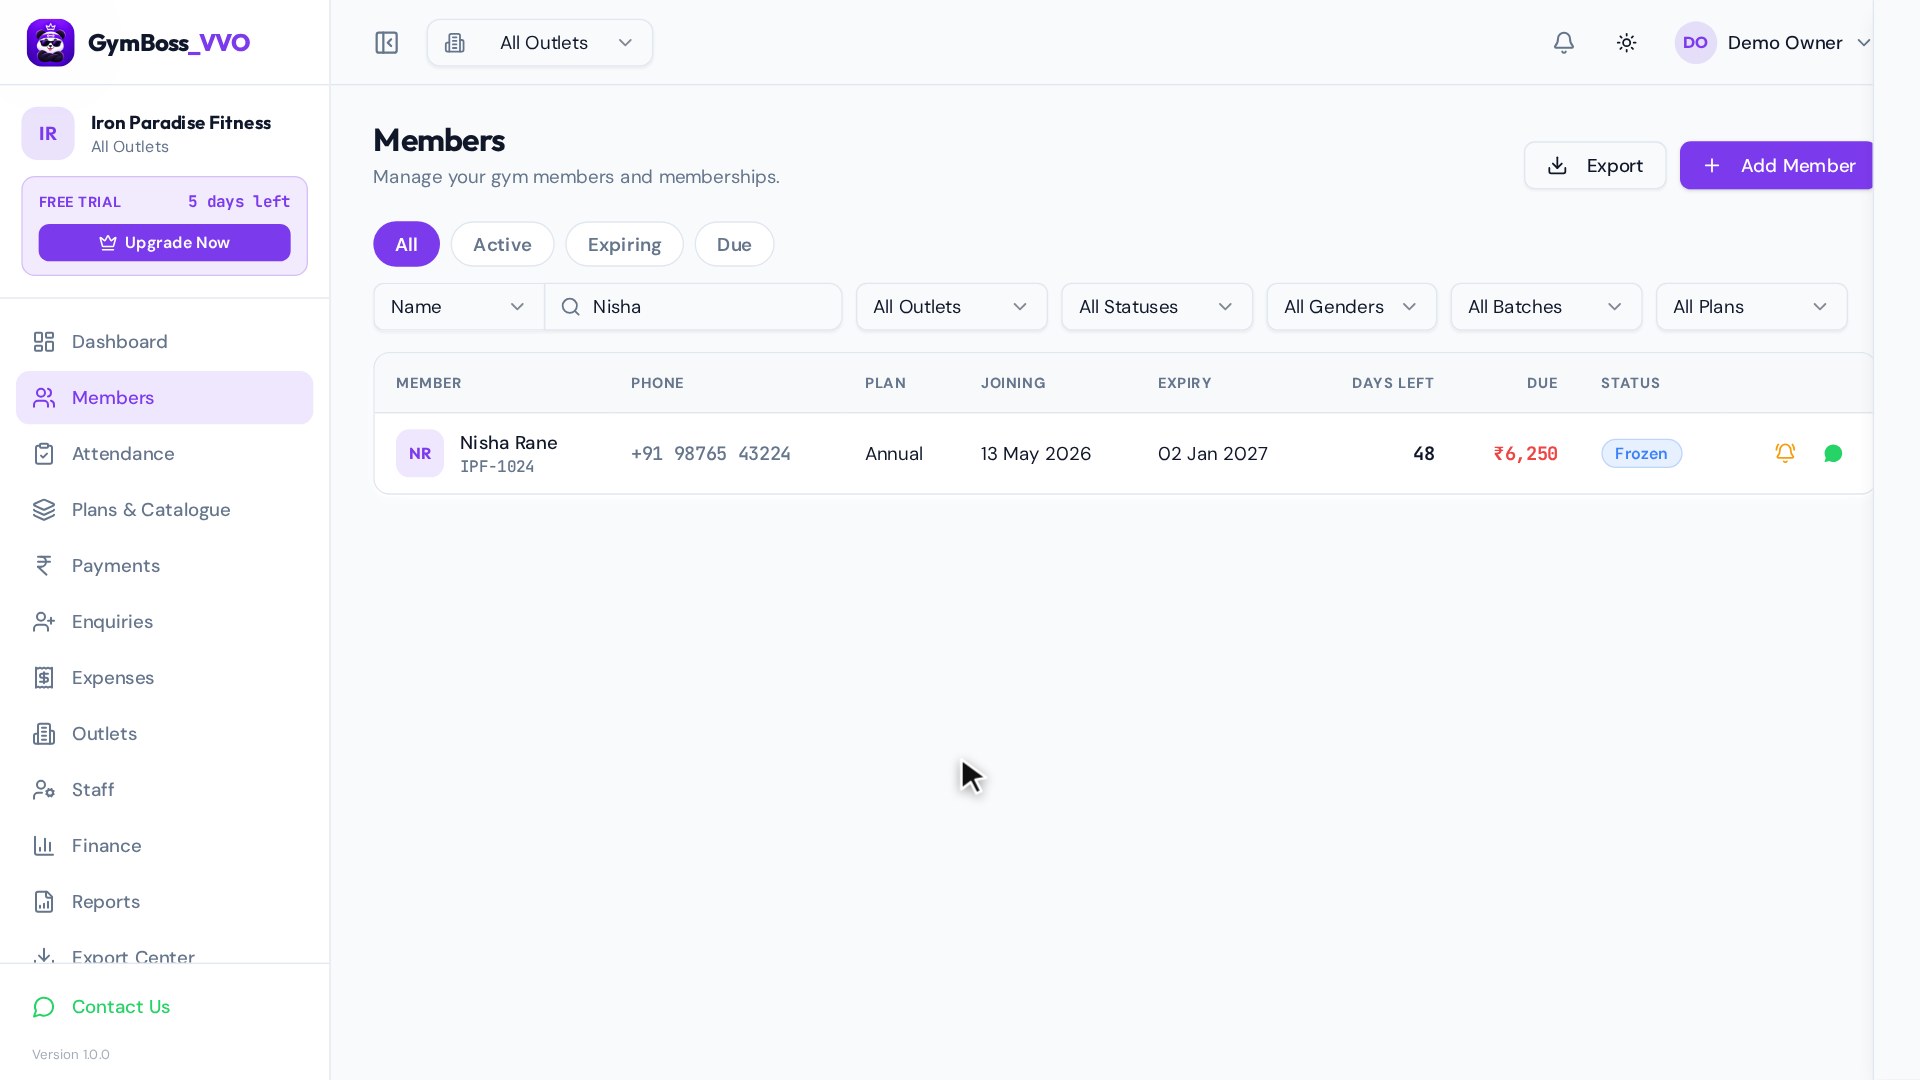 GymBoss_VVO
All Outlets
DO Demo Owner
IR
Iron Paradise Fitness
All Outlets
FREE TRIAL 5 days left
Upgrade Now
Dashboard
Members
Attendance
Plans & Catalogue
Payments
Enquiries
Expenses
Outlets
Staff
Finance
Reports
Export Center
Contact Us
Version 1.0.0
Members
Manage your gym members and memberships.
Export
Add Member
All Active Expiring Due
Name Nisha All Outlets All Statuses All Genders All Batches All Plans
MEMBER PHONE PLAN JOINING EXPIRY DAYS LEFT DUE STATUS
NR Nisha Rane +91 98765 43224 Annual 13 May 2026 02 Jan 2027 48 ₹6,250 Frozen
IPF-1024